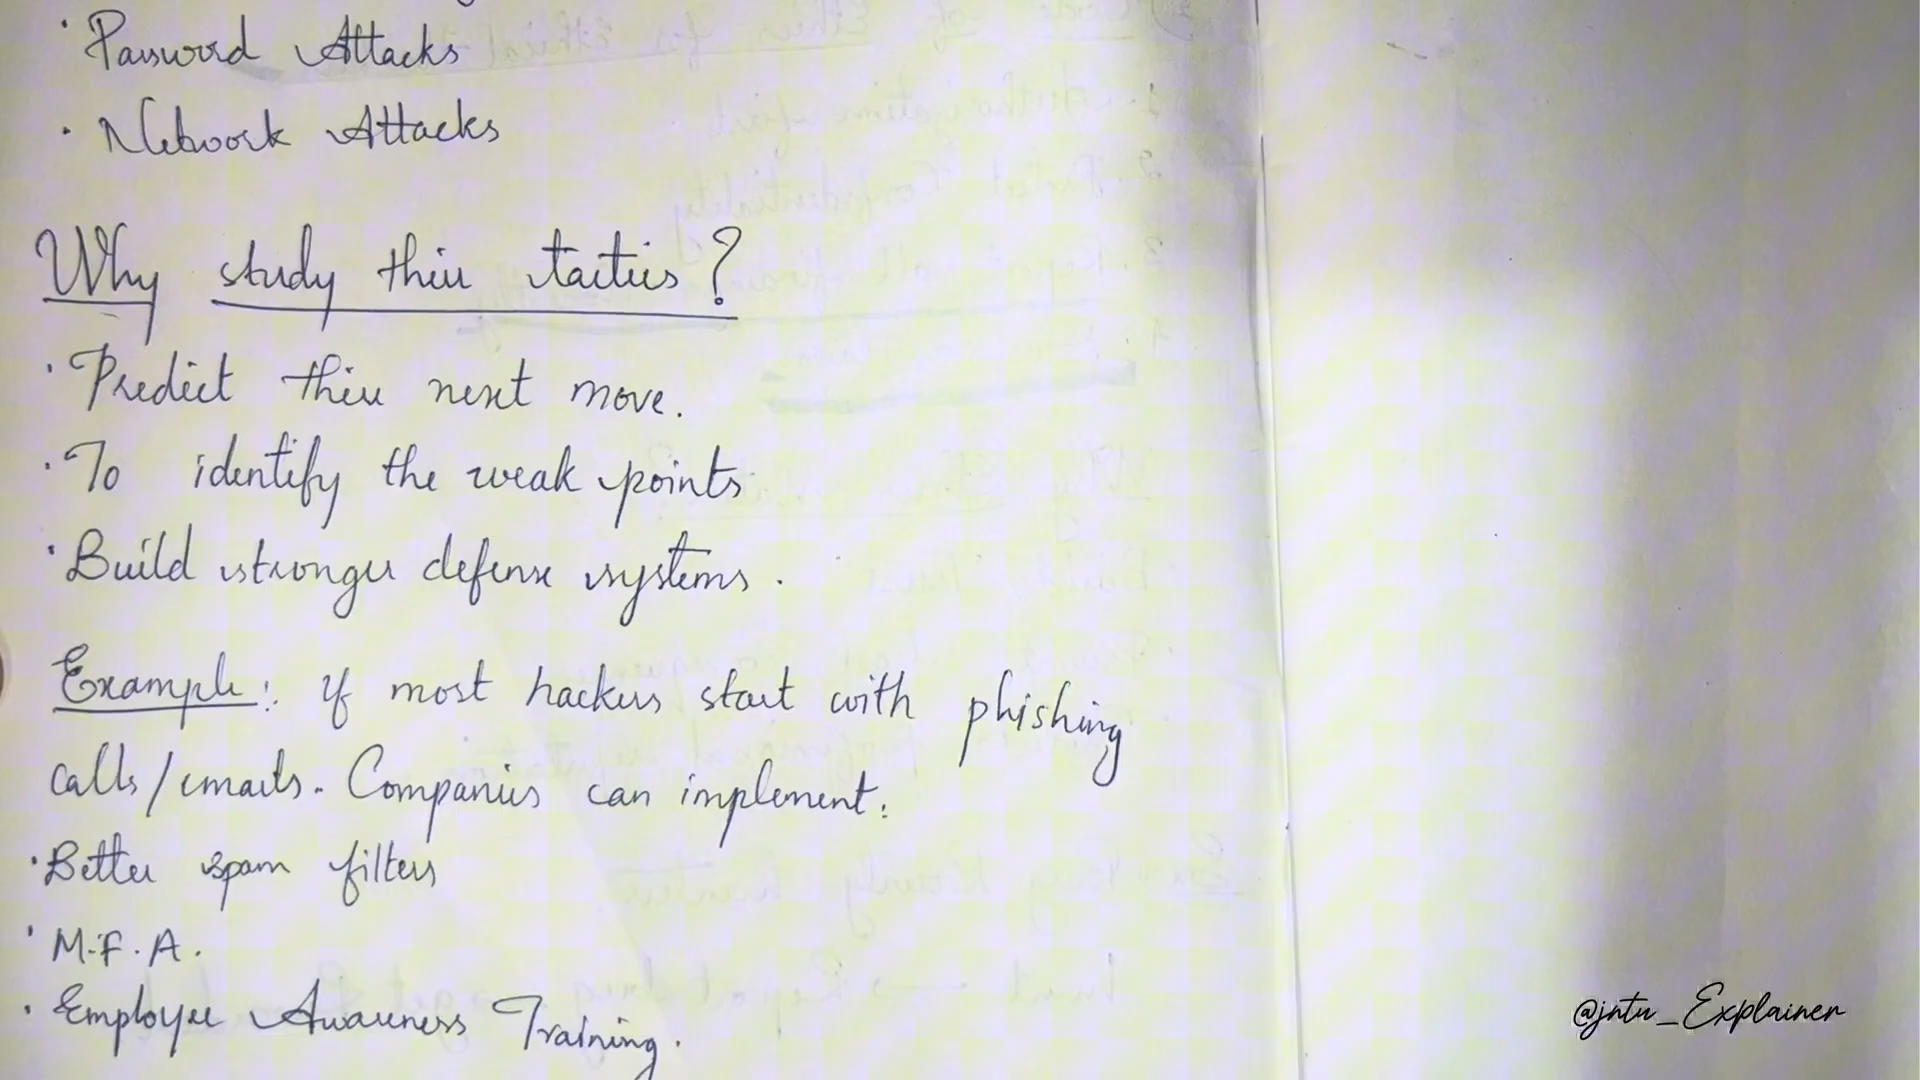 · Password Attacks
· Network Attacks
Why study thier tactics?
· Predict thier next move.
· To identify the weak points
· Build stronger defense systems.
Example:. if most hackers start with phishing
calls/emails. Companies can implement:
· Better spam filters
· M.F.A.
· Employee Awareness Training.
@jntu_Explainer